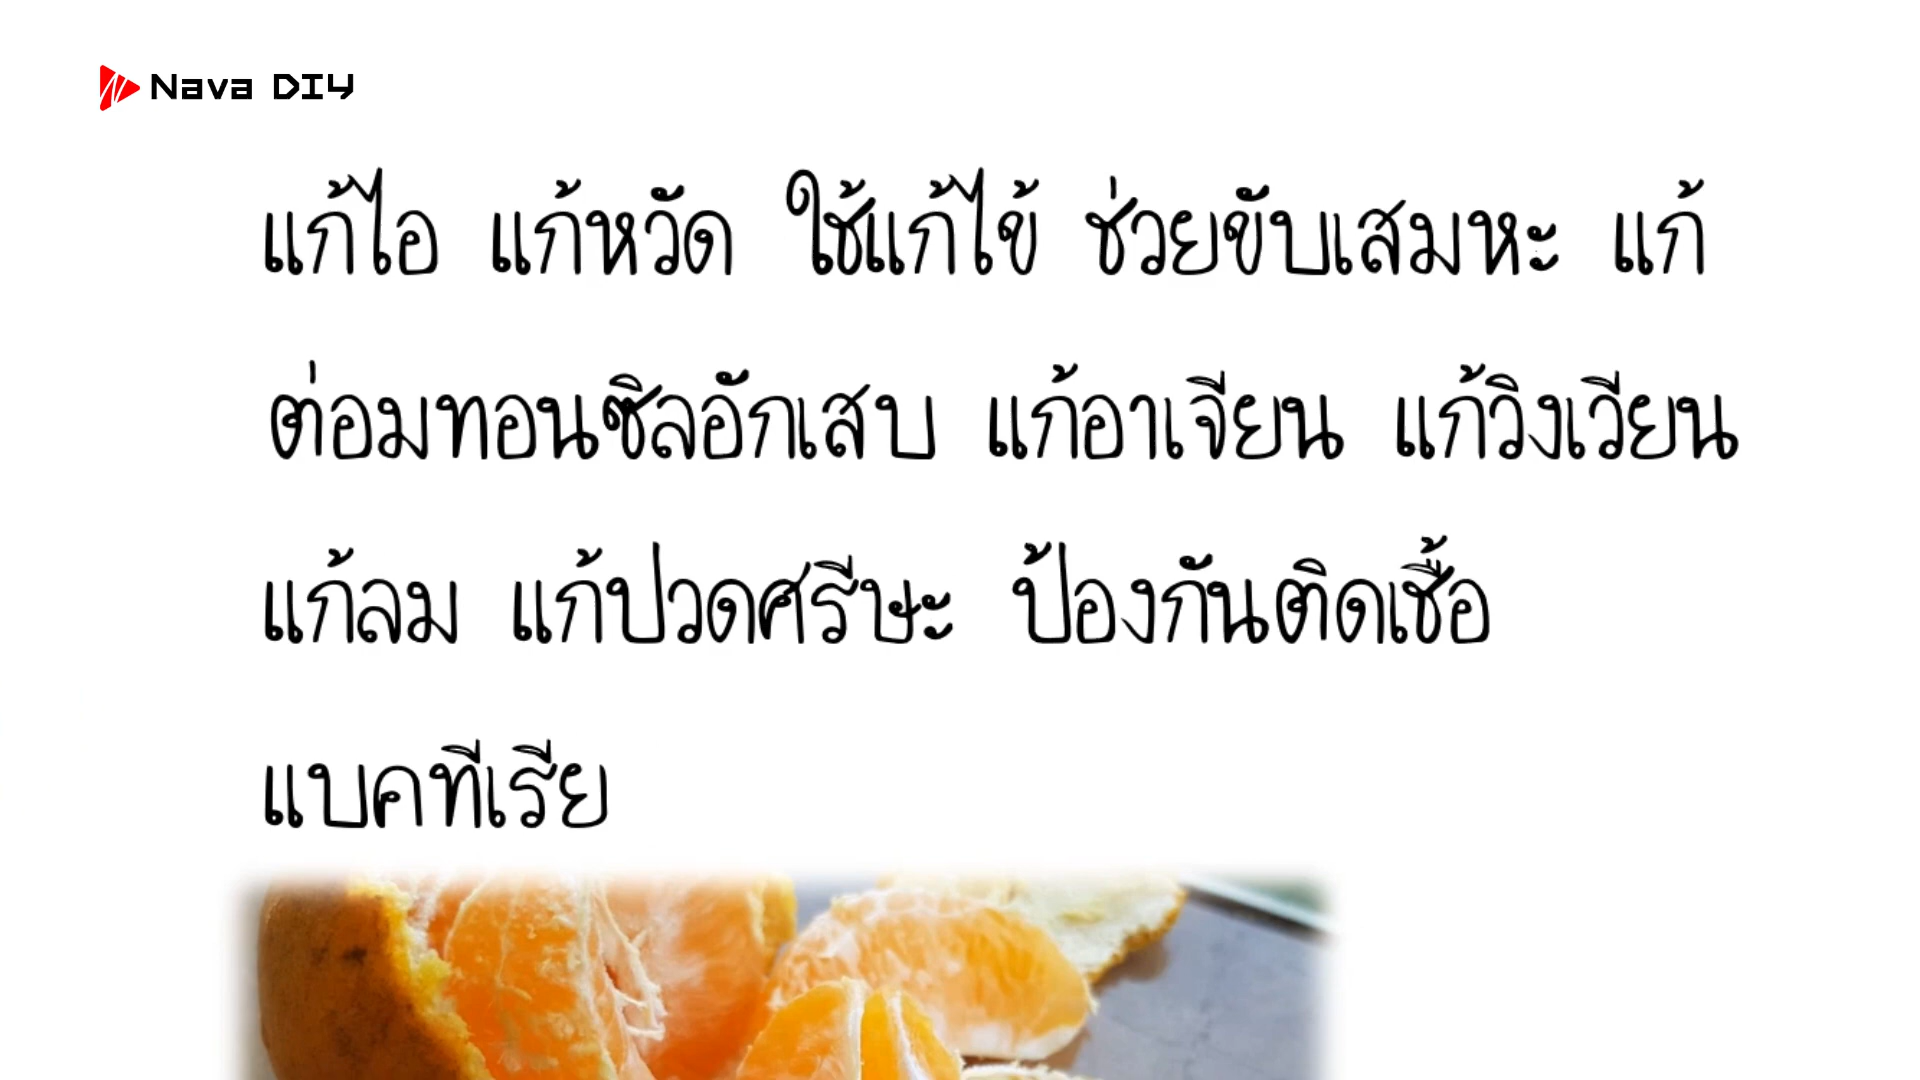 Nava DIY
แก้ไอ แก้หวัด ใช้แก้ไข้ ช่วยขับเสมหะ แก้
ต่อมทอนซิลอักเสบ แก้อาเจียน แก้วิงเวียน
แก้ลม แก้ปวดศรีษะ ป้องกันติดเชื้อ
แบคทีเรีย